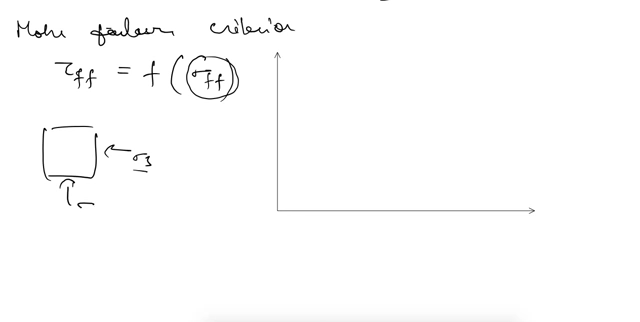 Mohr failure criterion
τff = f (σff)
σ3
σ